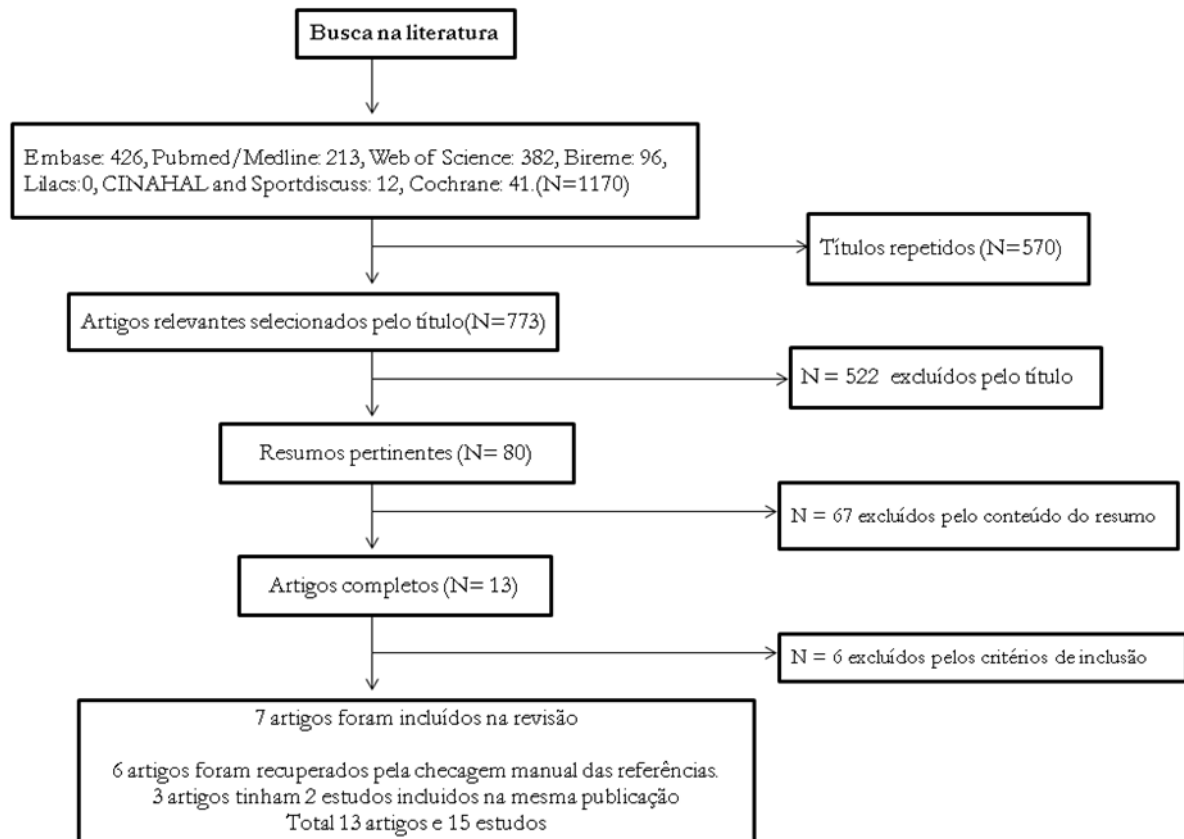 Busca na literatura
Embase: 426, Pubmed/Medline: 213, Web of Science: 382, Bireme: 96,
Lilacs:0, CINAHAL and Sportdiscuss: 12, Cochrane: 41.(N=1170)
Títulos repetidos (N=570)
Artigos relevantes selecionados pelo título(N=773)
N = 522 excluídos pelo título
Resumos pertinentes (N= 80)
N = 67 excluídos pelo conteúdo do resumo
Artigos completos (N= 13)
N = 6 excluídos pelos critérios de inclusão
7 artigos foram incluídos na revisão
6 artigos foram recuperados pela checagem manual das referências.
3 artigos tinham 2 estudos incluidos na mesma publicação
Total 13 artigos e 15 estudos